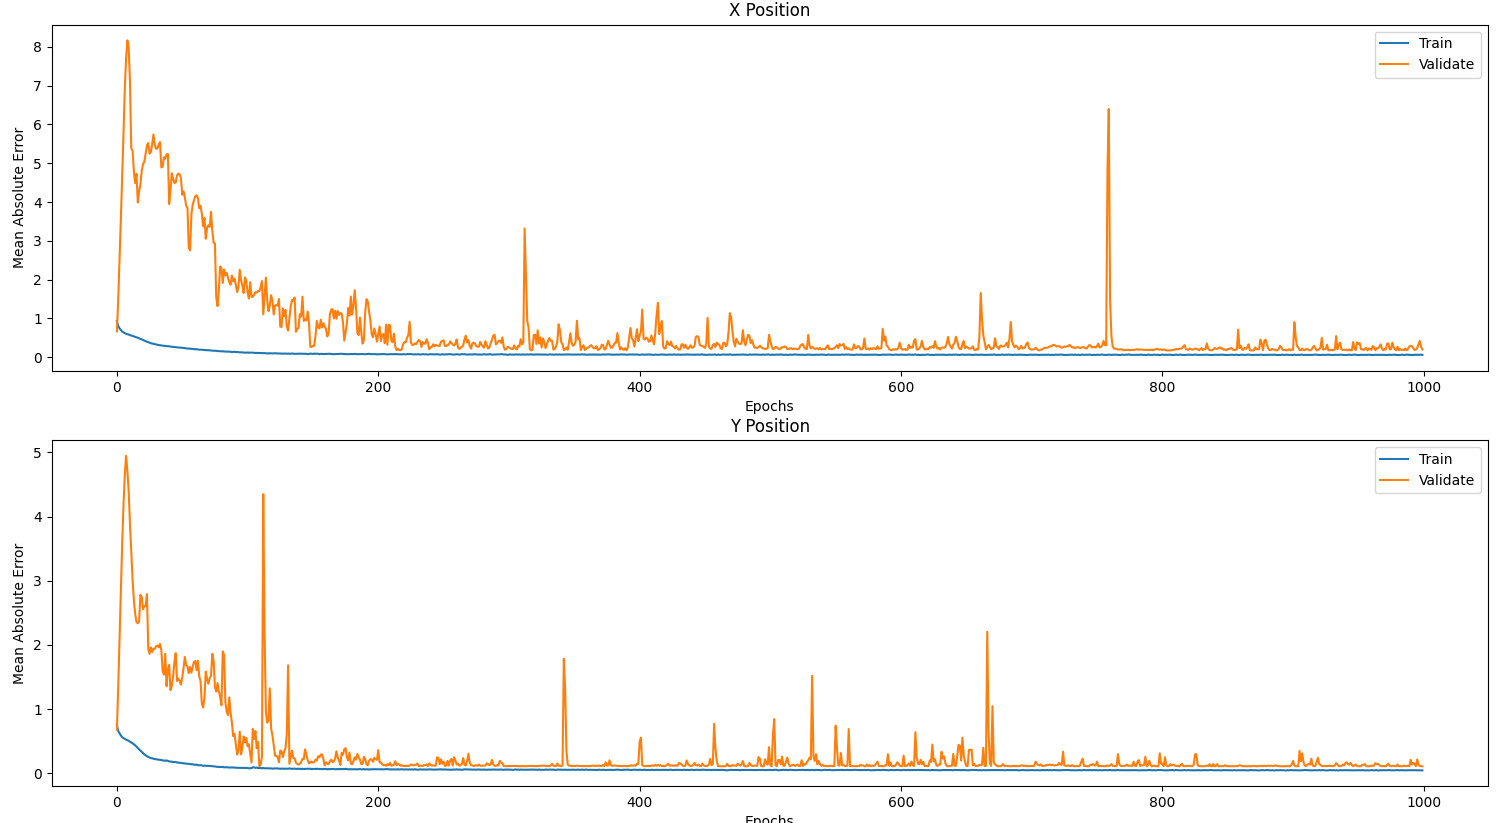 X Position
Train
Validate
Mean Absolute Error
8
7
6
5
4
3
2
1
0
0 200 400 600 800 1000
Epochs
Y Position
Train
Validate
Mean Absolute Error
5
4
3
2
1
0
0 200 400 600 800 1000
Epochs